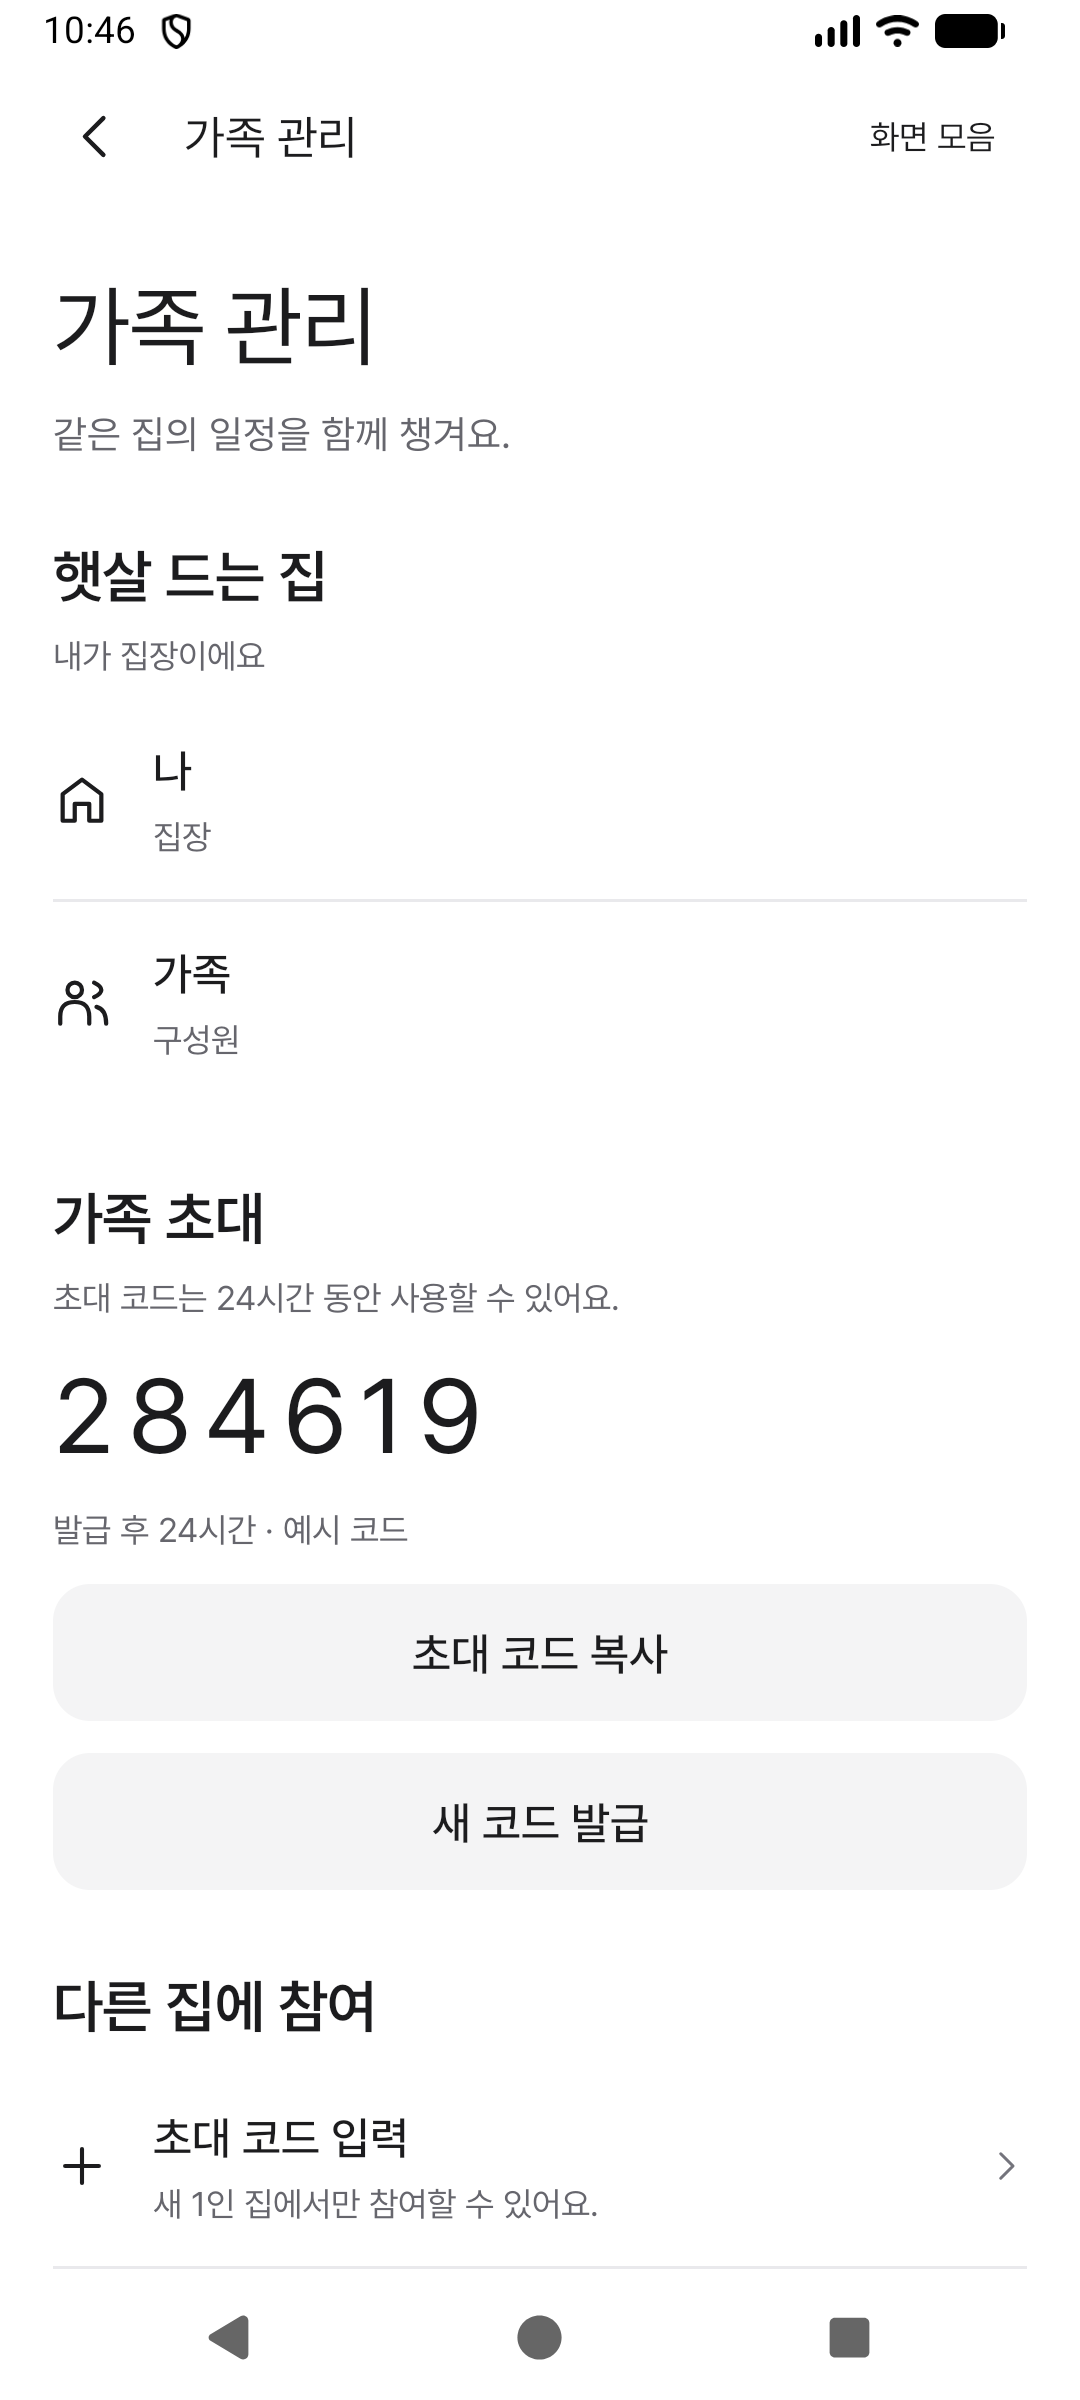 10:46
가족 관리
화면 모음
가족 관리
같은 집의 일정을 함께 챙겨요.
햇살 드는 집
내가 집장이에요
나
집장
가족
구성원
가족 초대
초대 코드는 24시간 동안 사용할 수 있어요.
284619
발급 후 24시간 · 예시 코드
초대 코드 복사
새 코드 발급
다른 집에 참여
초대 코드 입력
새 1인 집에서만 참여할 수 있어요.